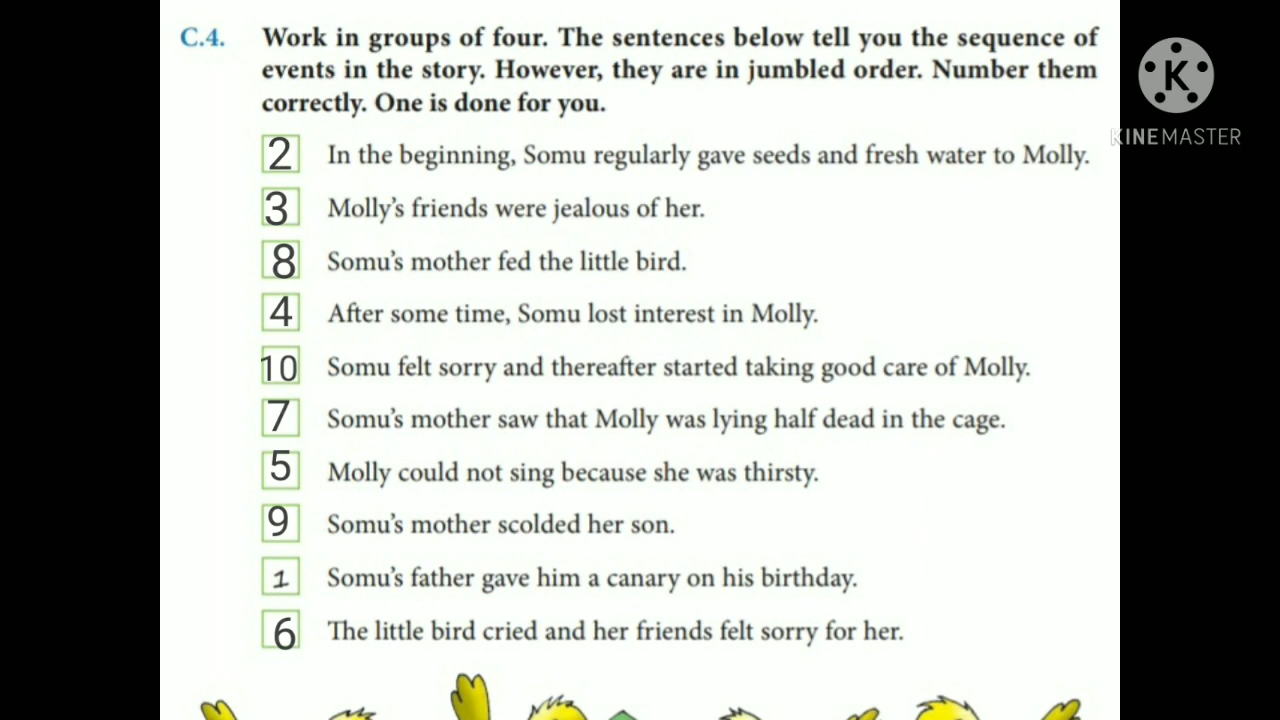 C.4. Work in groups of four. The sentences below tell you the sequence of
events in the story. However, they are in jumbled order. Number them
correctly. One is done for you.
K
KINEMASTER
2 In the beginning, Somu regularly gave seeds and fresh water to Molly.
3 Molly's friends were jealous of her.
8 Somu's mother fed the little bird.
4 After some time, Somu lost interest in Molly.
10 Somu felt sorry and thereafter started taking good care of Molly.
7 Somu's mother saw that Molly was lying half dead in the cage.
5 Molly could not sing because she was thirsty.
9 Somu's mother scolded her son.
1 Somu's father gave him a canary on his birthday.
6 The little bird cried and her friends felt sorry for her.